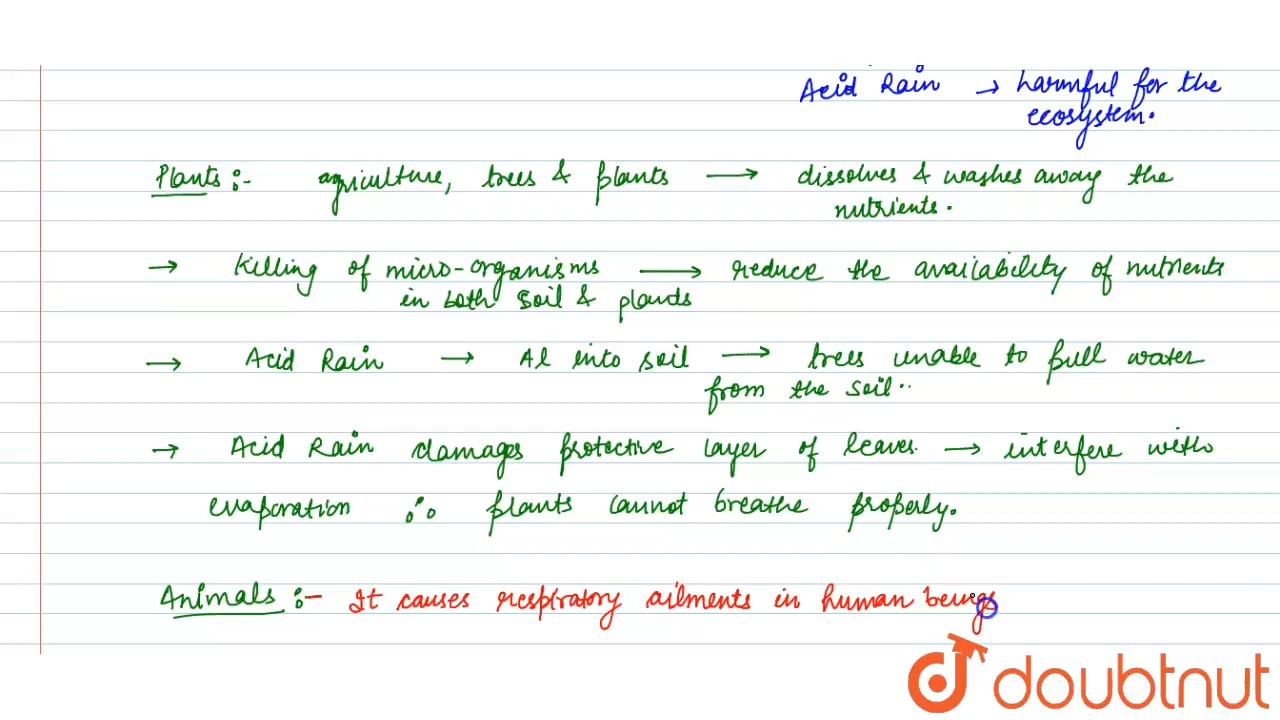 Acid Rain → harmful for the
ecosystem.
Plants :- agriculture, trees & plants → dissolves & washes away the
nutrients.
→ Killing of micro-organisms → reduce the availability of nutrients
in both soil & plants
→ Acid Rain → Al into soil → trees unable to pull water
from the soil..
→ Acid Rain damages protective layer of leaves. → interfere with
evaporation ∴ plants cannot breathe properly.
Animals :- It causes respiratory ailments in human beings
doubtnut